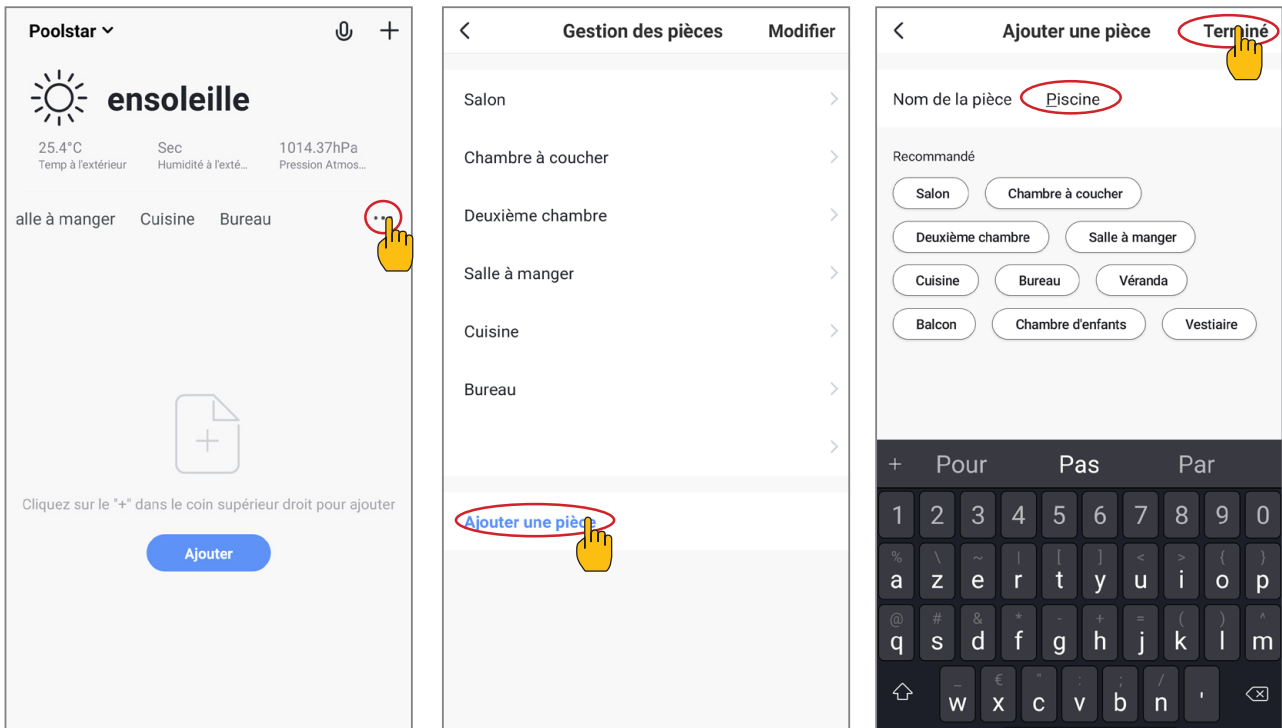 Poolstar
ensoleille
25.4°C Sec 1014.37hPa
Temp à l'extérieur Humidité à l'exté... Pression Atmos...
alle à manger Cuisine Bureau ...
Cliquez sur le "+" dans le coin supérieur droit pour ajouter
Ajouter
Gestion des pièces Modifier
Salon
Chambre à coucher
Deuxième chambre
Salle à manger
Cuisine
Bureau
Ajouter une pièce
Ajouter une pièce Terminé
Nom de la pièce Piscine
Recommandé
Salon Chambre à coucher
Deuxième chambre Salle à manger
Cuisine Bureau Véranda
Balcon Chambre d'enfants Vestiaire
+ Pour Pas Par
1 2 3 4 5 6 7 8 9 0
% \ ~ | [ ] < > { }
a z e r t y u i o p
@ # & * - + = ( ) ^
q s d f g h j k l m
_ € " : ; /
w x c v b n '